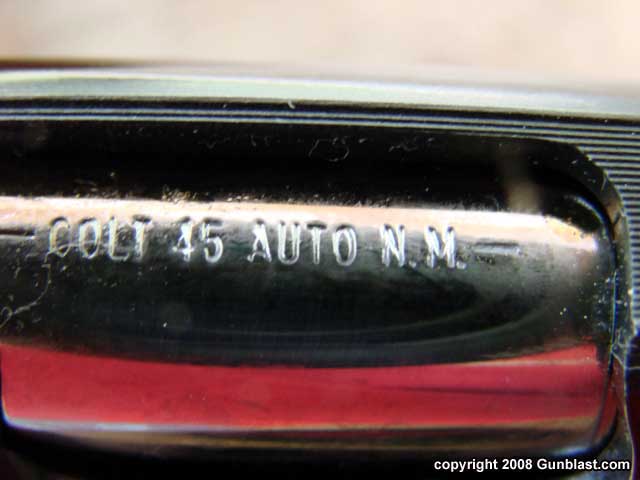 - COLT 45 AUTO N.M. -
copyright 2008 Gunblast.com